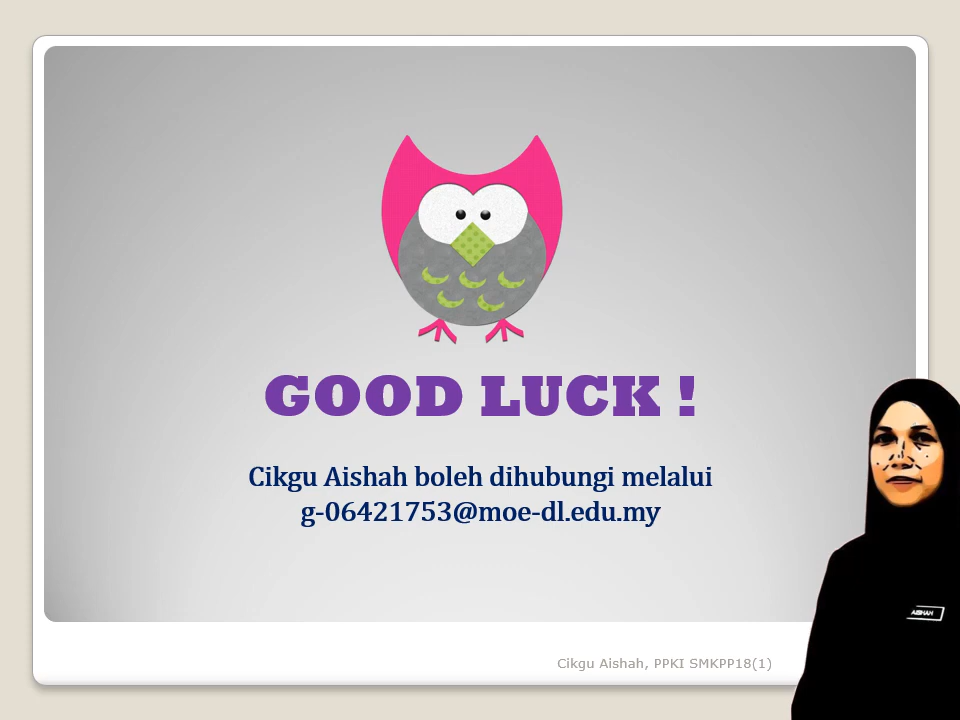 GOOD LUCK !
Cikgu Aishah boleh dihubungi melalui
g-06421753@moe-dl.edu.my
AISHAH
Cikgu Aishah, PPKI SMKPP18(1)